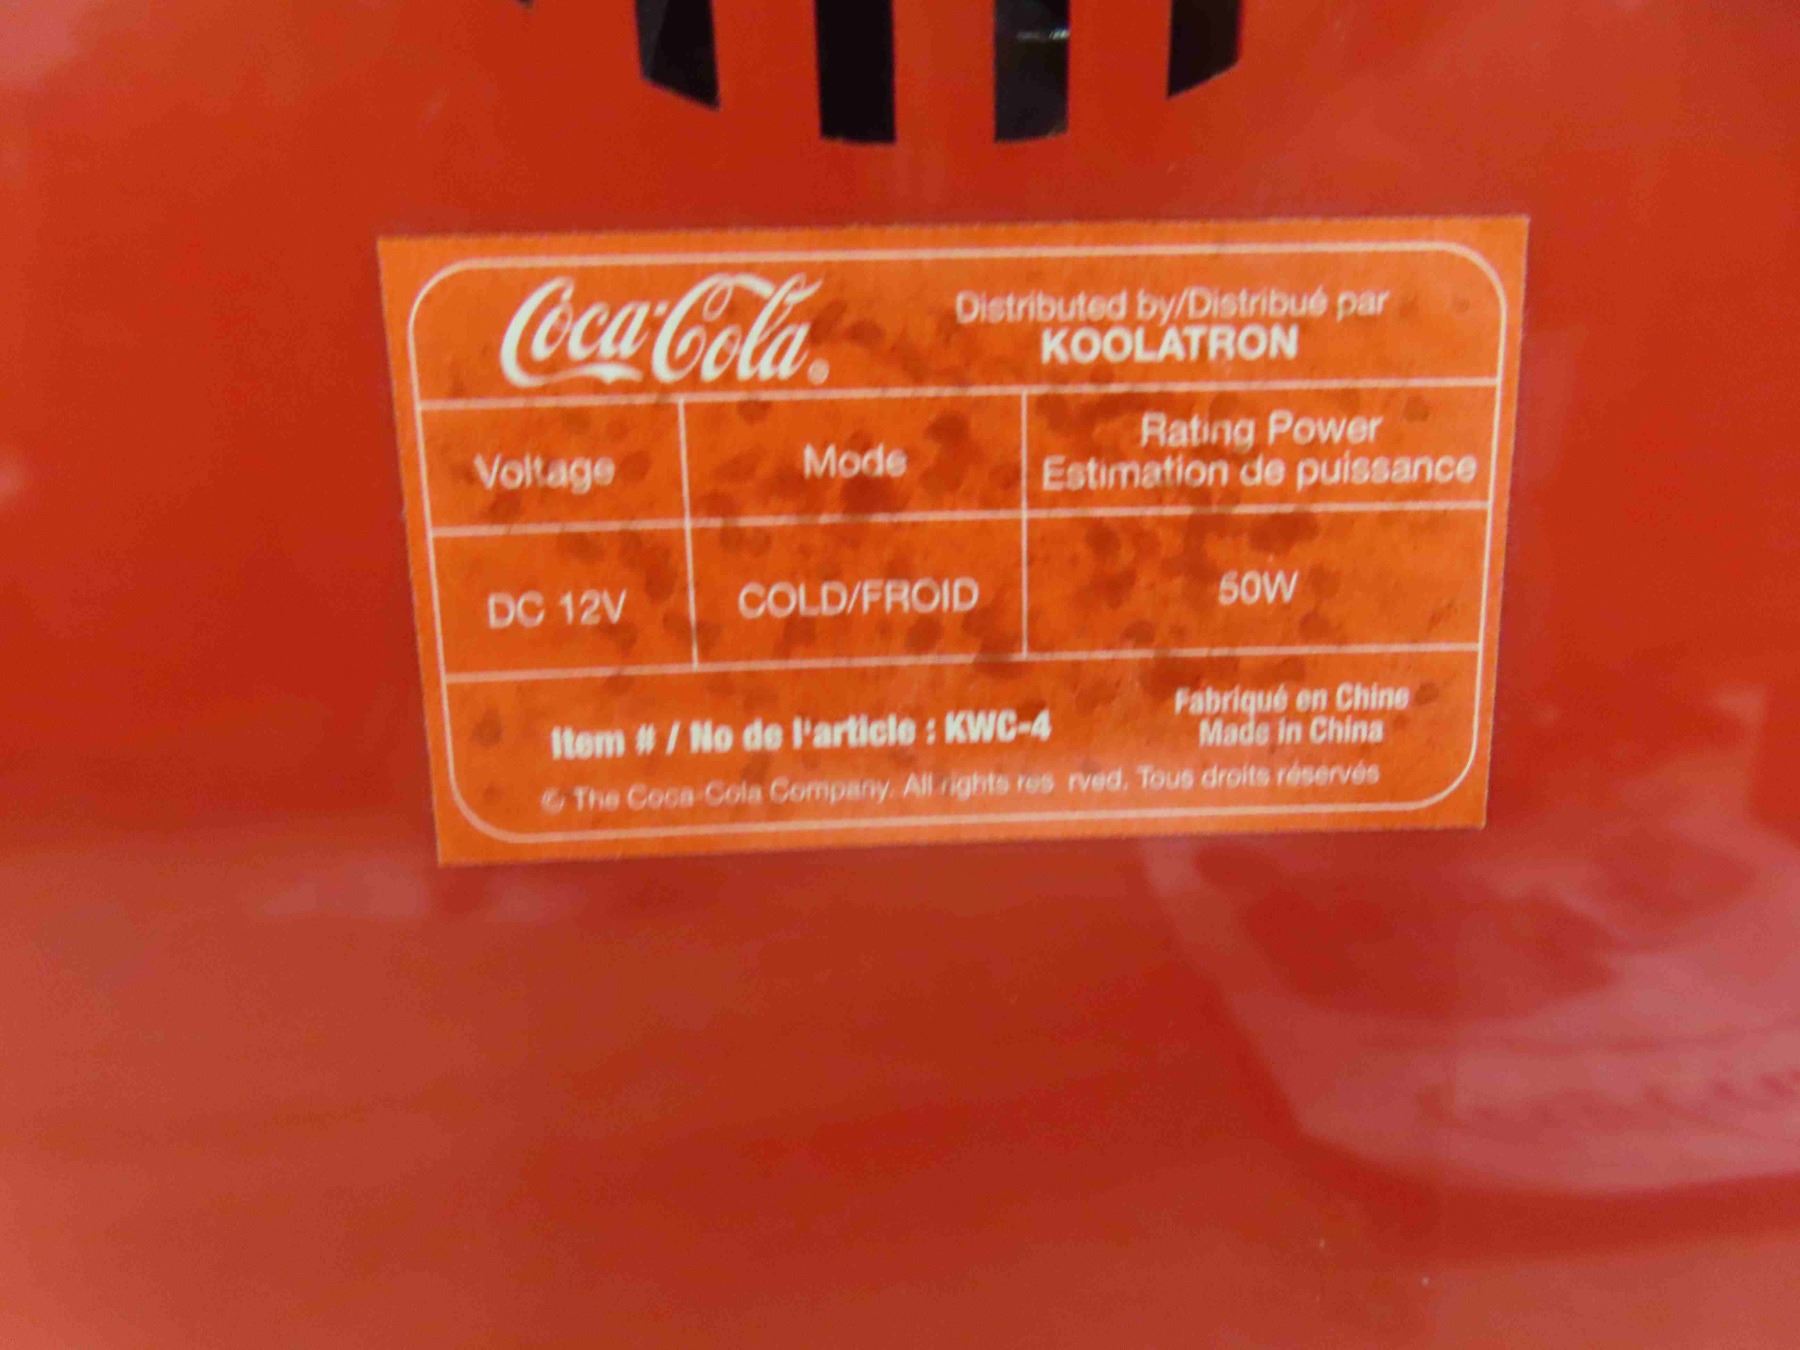 Coca-Cola®
Distributed by/Distribué par
KOOLATRON
Voltage
Mode
Rating Power
Estimation de puissance
DC 12V
COLD/FROID
50W
Item # / No de l'article : KWC-4
Fabriqué en Chine
Made in China
© The Coca-Cola Company. All rights res rved. Tous droits réservés